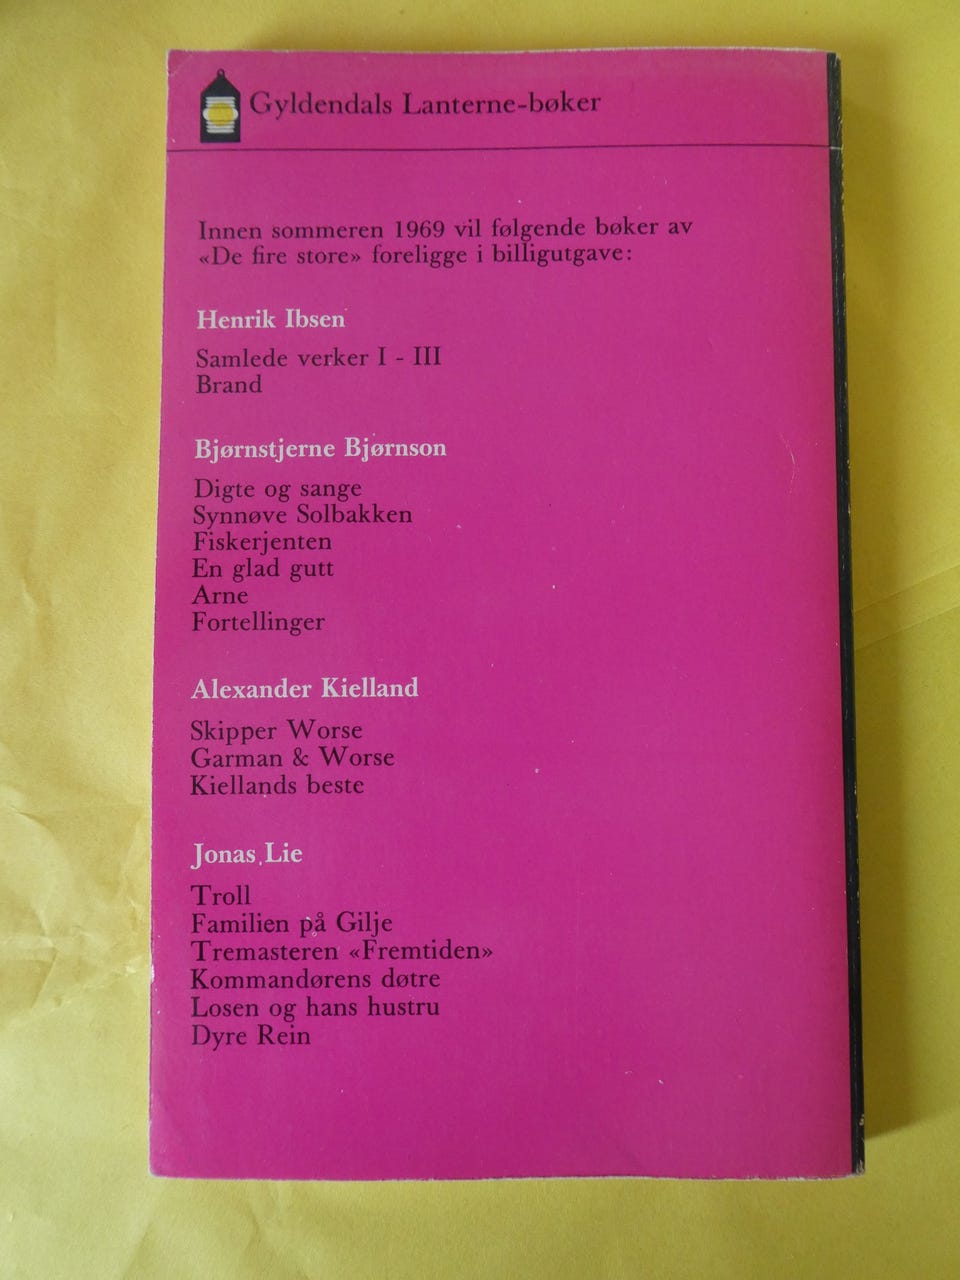 Gyldendals Lanterne-bøker
Innen sommeren 1969 vil følgende bøker av
«De fire store» foreligge i billigutgave:
Henrik Ibsen
Samlede verker I - III
Brand
Bjørnstjerne Bjørnson
Digte og sange
Synnøve Solbakken
Fiskerjenten
En glad gutt
Arne
Fortellinger
Alexander Kielland
Skipper Worse
Garman & Worse
Kiellands beste
Jonas Lie
Troll
Familien på Gilje
Tremasteren «Fremtiden»
Kommandørens døtre
Losen og hans hustru
Dyre Rein